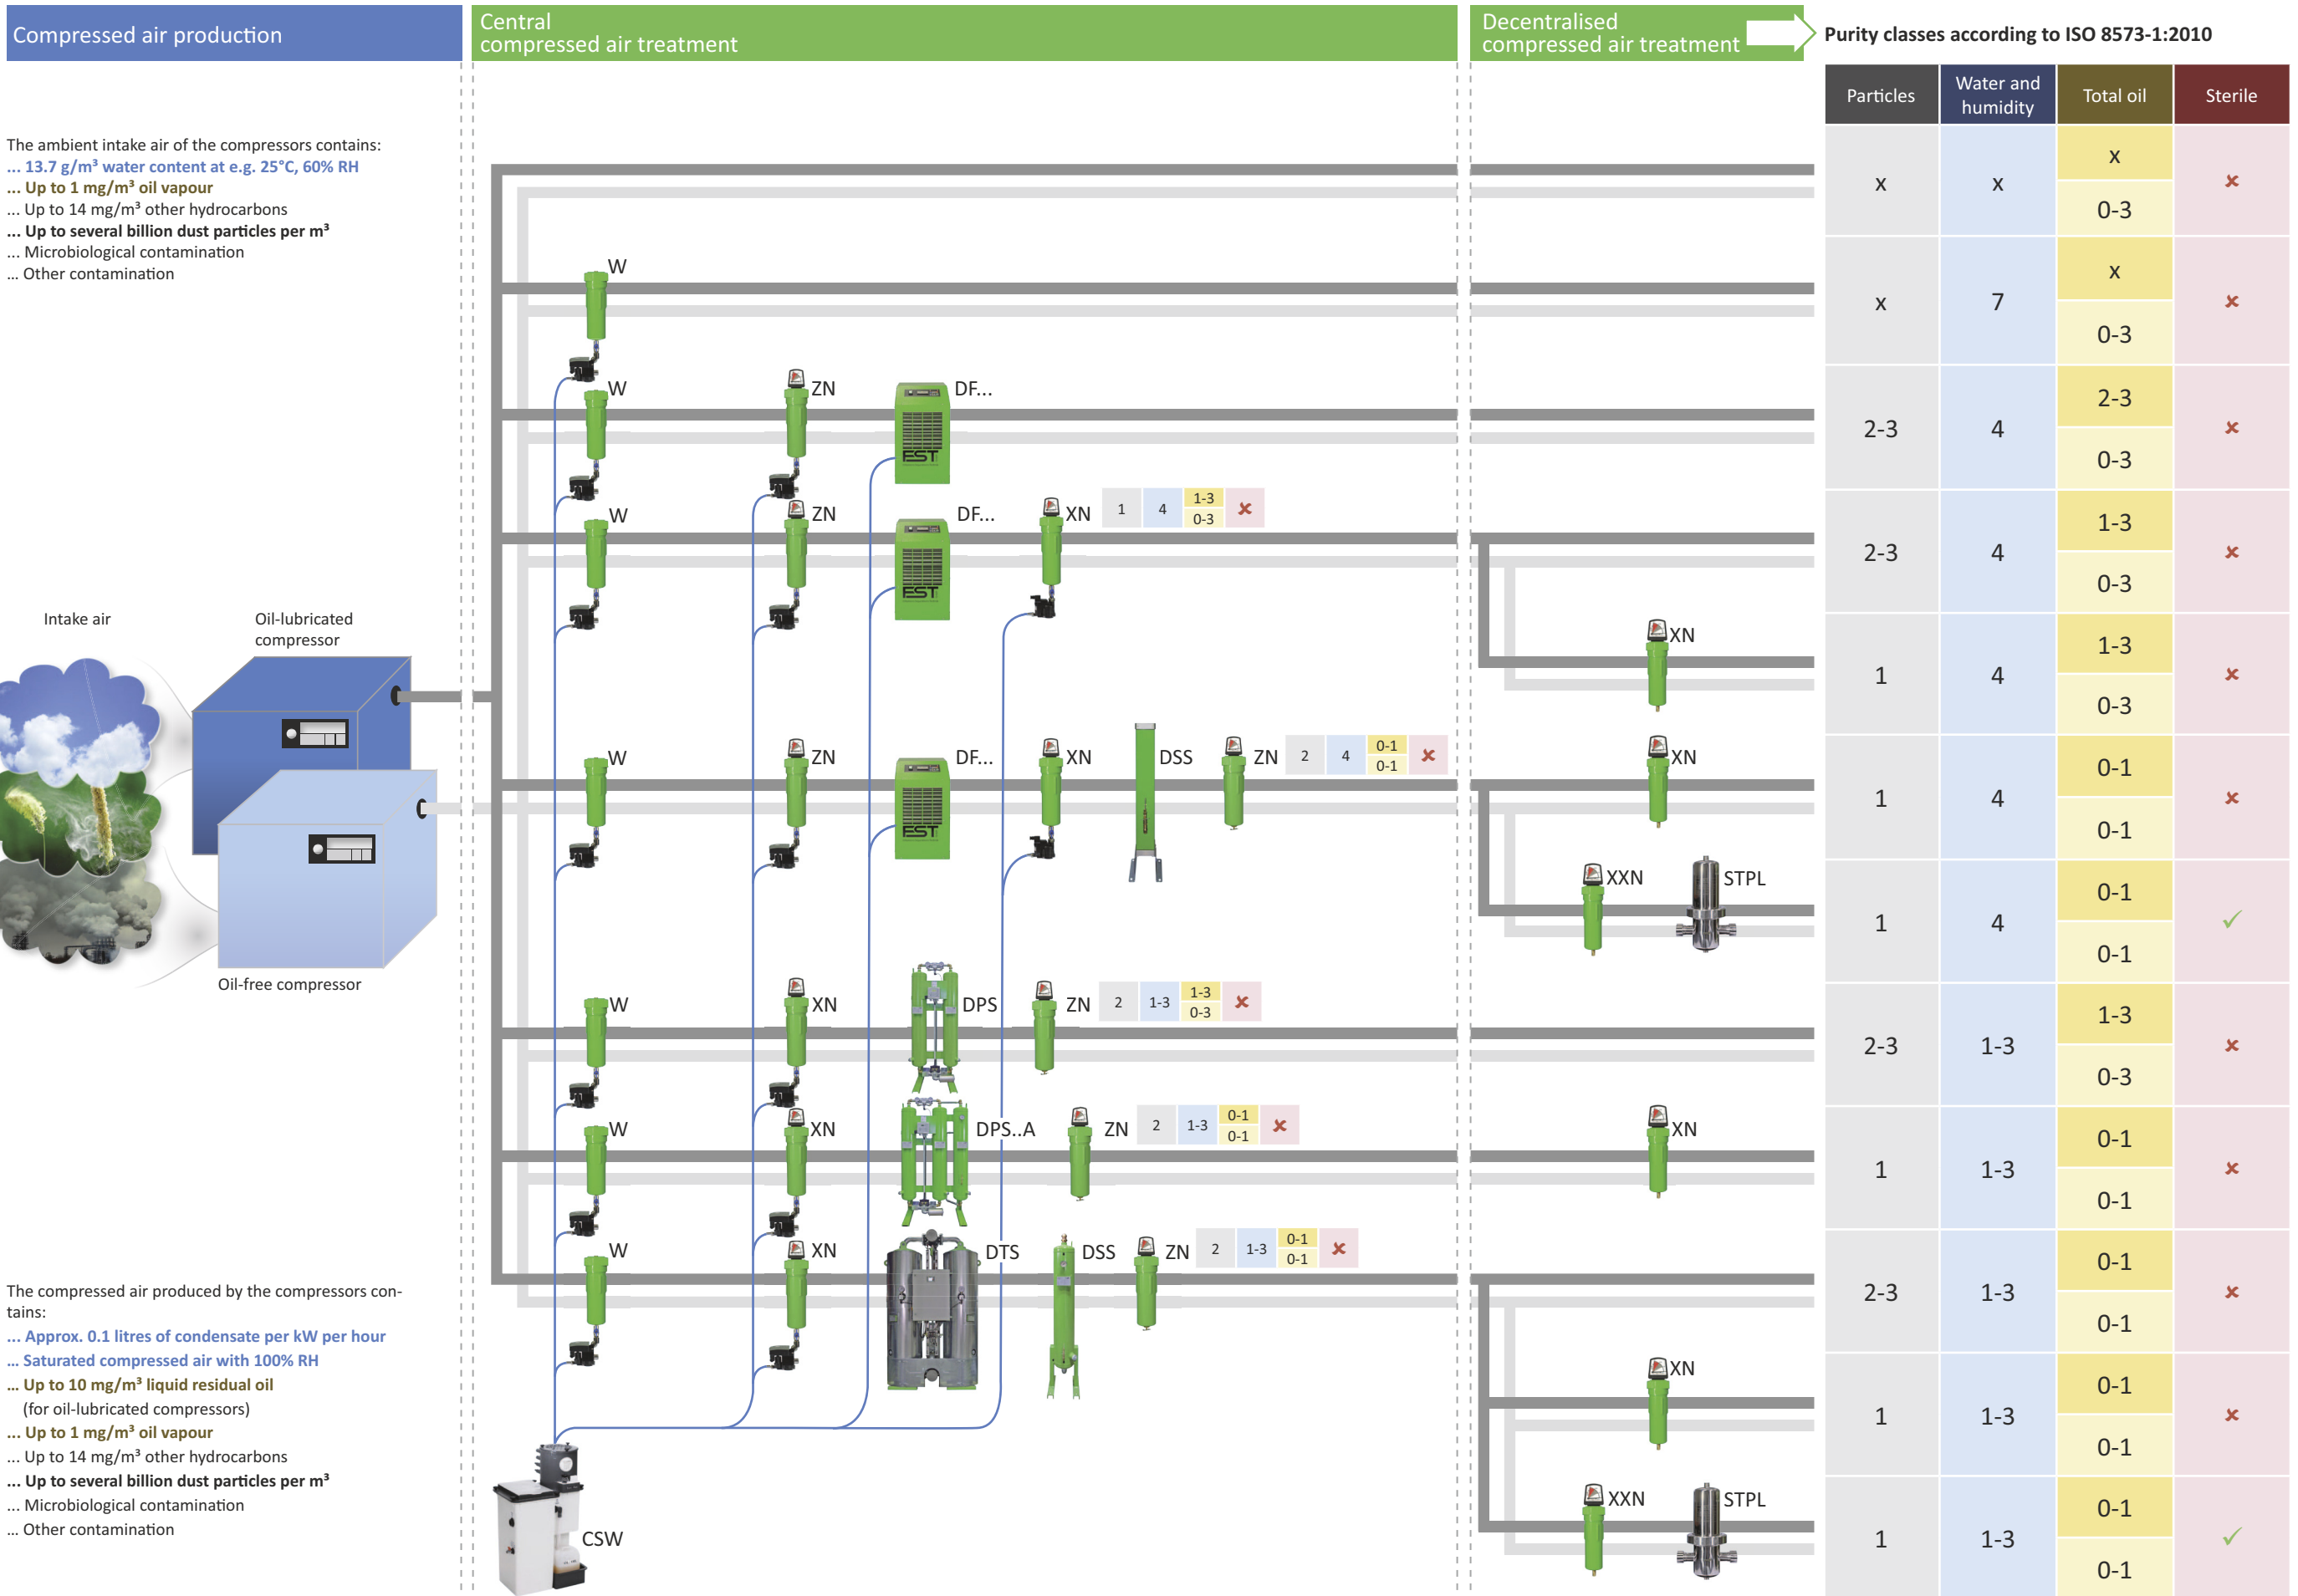 Compressed air production
Central
compressed air treatment
Decentralised
compressed air treatment
Purity classes according to ISO 8573-1:2010
Particles
Water and
humidity
Total oil
Sterile
The ambient intake air of the compressors contains:
... 13.7 g/m³ water content at e.g. 25°C, 60% RH
... Up to 1 mg/m³ oil vapour
... Up to 14 mg/m³ other hydrocarbons
... Up to several billion dust particles per m³
... Microbiological contamination
... Other contamination
x x x ✘
0-3
W
x 7 x ✘
0-3
W ZN DF...
EST
2-3 4 2-3 ✘
0-3
W ZN DF... XN
EST
1 4 1-3 ✘
0-3
2-3 4 1-3 ✘
0-3
Intake air
Oil-lubricated
compressor
Oil-free compressor
XN
1 4 1-3 ✘
0-3
W ZN DF... XN DSS ZN
EST
2 4 0-1 ✘
0-1
XN
1 4 0-1 ✘
0-1
XXN STPL
1 4 0-1 ✓
0-1
W XN DPS ZN
2 1-3 1-3 ✘
0-3
2-3 1-3 1-3 ✘
0-3
W XN DPS..A ZN
2 1-3 0-1 ✘
0-1
XN
1 1-3 0-1 ✘
0-1
W XN DTS DSS ZN
2 1-3 0-1 ✘
0-1
2-3 1-3 0-1 ✘
0-1
XN
1 1-3 0-1 ✘
0-1
XXN STPL
1 1-3 0-1 ✓
0-1
The compressed air produced by the compressors con-
tains:
... Approx. 0.1 litres of condensate per kW per hour
... Saturated compressed air with 100% RH
... Up to 10 mg/m³ liquid residual oil
(for oil-lubricated compressors)
... Up to 1 mg/m³ oil vapour
... Up to 14 mg/m³ other hydrocarbons
... Up to several billion dust particles per m³
... Microbiological contamination
... Other contamination
CSW